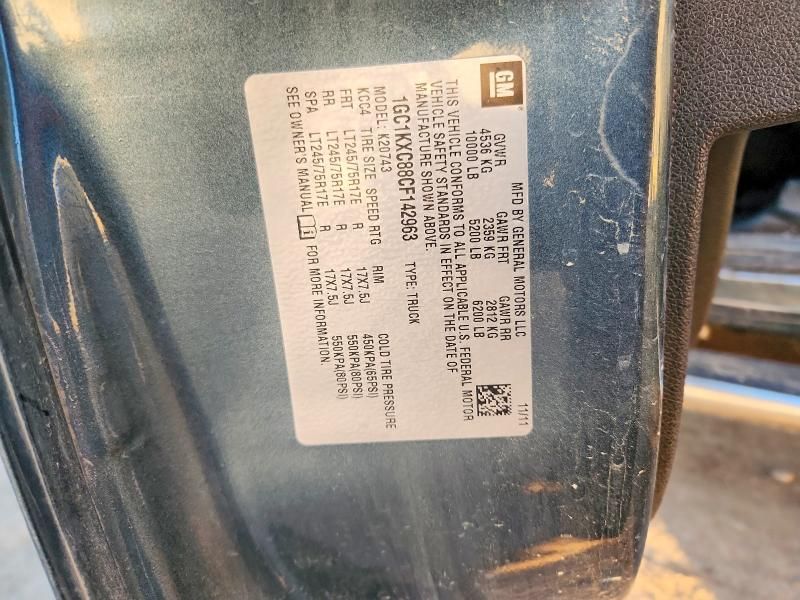 GM
MFD BY GENERAL MOTORS LLC 11/11
GVWR GAWR FRT GAWR RR
4536 KG 2359 KG 2812 KG
10000 LB 5200 LB 6200 LB
THIS VEHICLE CONFORMS TO ALL APPLICABLE U.S. FEDERAL MOTOR
VEHICLE SAFETY STANDARDS IN EFFECT ON THE DATE OF
MANUFACTURE SHOWN ABOVE.
1GC1KXC88CF142963 TYPE: TRUCK
MODEL: K20743
KCC4 TIRE SIZE SPEED RTG RIM COLD TIRE PRESSURE
FRT LT245/75R17E R 17X7.5J 450KPA(65PSI)
RR LT245/75R17E R 17X7.5J 550KPA(80PSI)
SPA LT245/75R17E R 17X7.5J 550KPA(80PSI)
SEE OWNER'S MANUAL i FOR MORE INFORMATION.